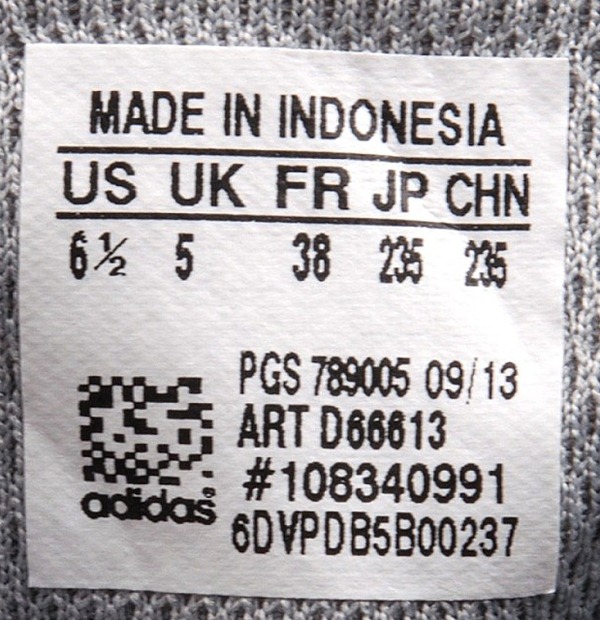 MADE IN INDONESIA
US UK FR JP CHN
6½ 5 38 235 235
PGS 789005 09/13
ART D66613
#108340991
adidas®
6DVPDB5B00237